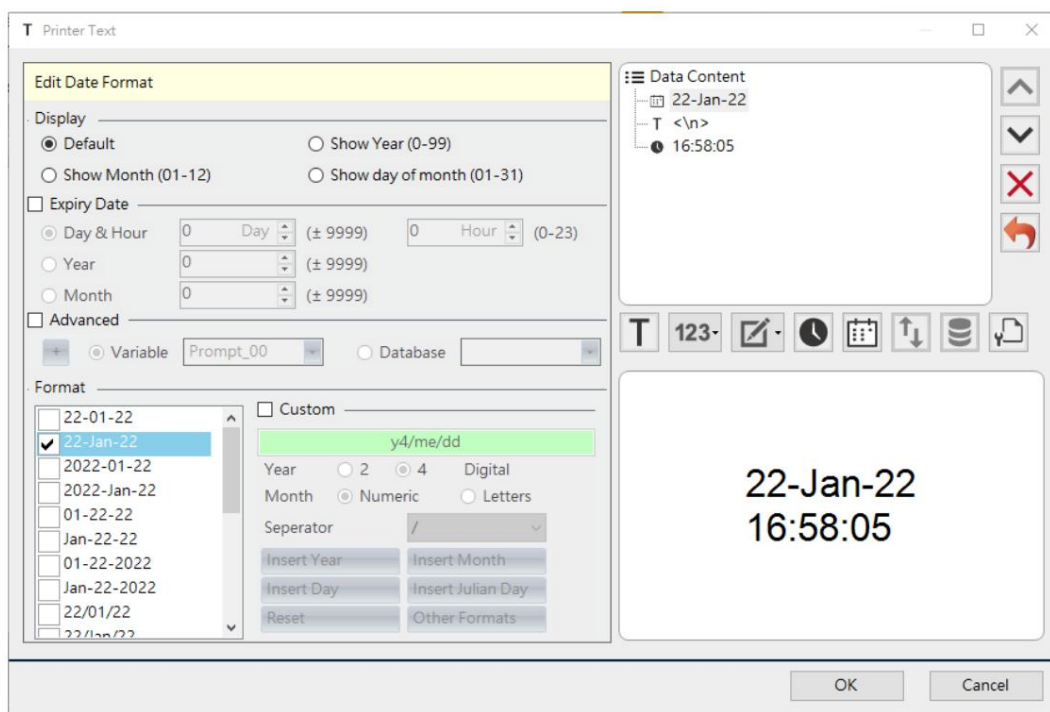 T Printer Text
Edit Date Format
Display
Default
Show Year (0-99)
Show Month (01-12)
Show day of month (01-31)
Expiry Date
Day & Hour 0 Day (± 9999) 0 Hour (0-23)
Year 0 (± 9999)
Month 0 (± 9999)
Advanced
+ Variable Prompt_00 Database
Format
22-01-22
22-Jan-22
2022-01-22
2022-Jan-22
01-22-22
Jan-22-22
01-22-2022
Jan-22-2022
22/01/22
22/Jan/22
Custom
y4/me/dd
Year 2 4 Digital
Month Numeric Letters
Seperator /
Insert Year Insert Month
Insert Day Insert Julian Day
Reset Other Formats
Data Content
22-Jan-22
T <\n>
16:58:05
T 123
22-Jan-22
16:58:05
OK Cancel